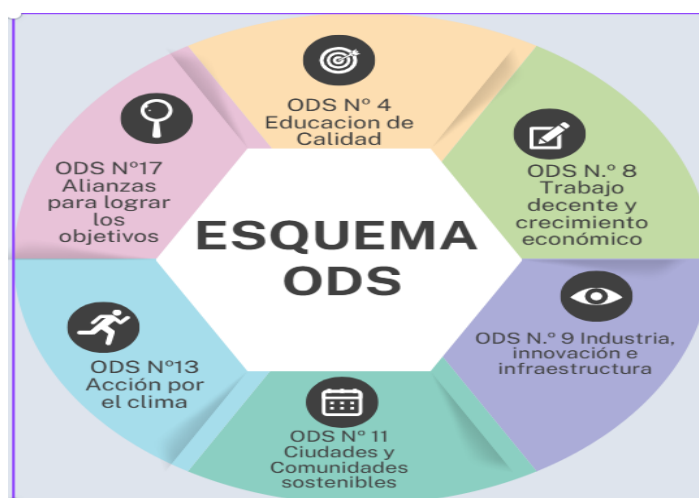 ODS Nº 4
Educacion de
Calidad
ODS N.º 8
Trabajo
decente y
crecimiento
económico
ODS N.º 9 Industria,
innovación e
infraestructura
ODS Nº 11
Ciudades y
Comunidades
sostenibles
ODS Nº13
Acción por
el clima
ODS Nº17
Alianzas
para lograr
los
objetivos
ESQUEMA
ODS